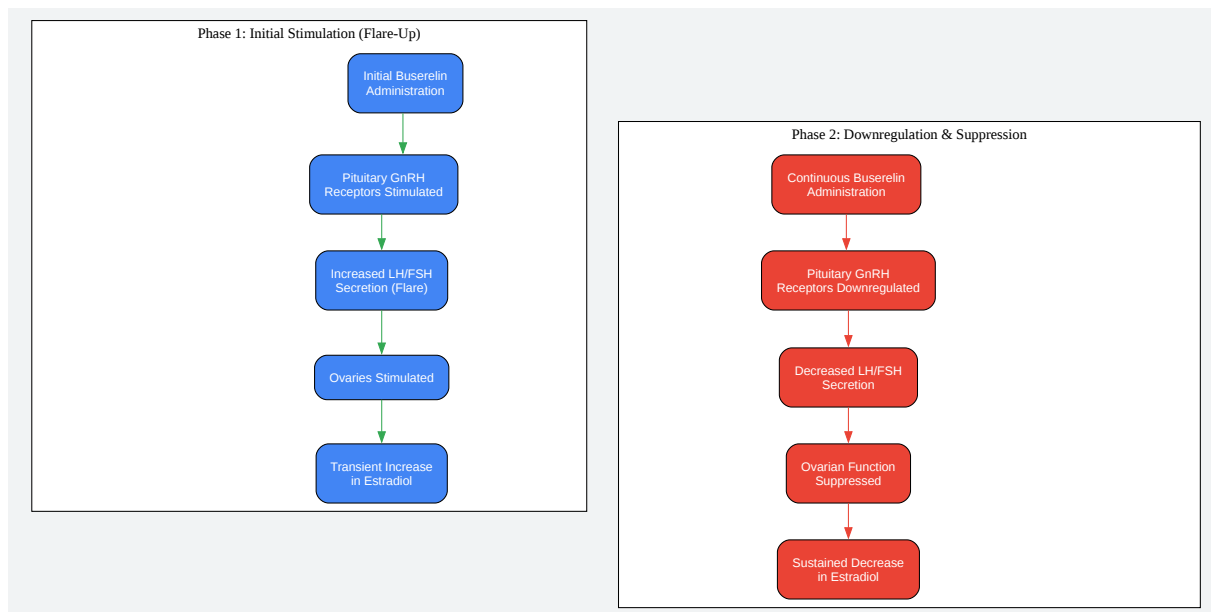 Phase 1: Initial Stimulation (Flare-Up)
Initial Buserelin
Administration
Pituitary GnRH
Receptors Stimulated
Increased LH/FSH
Secretion (Flare)
Ovaries Stimulated
Transient Increase
in Estradiol
Phase 2: Downregulation & Suppression
Continuous Buserelin
Administration
Pituitary GnRH
Receptors Downregulated
Decreased LH/FSH
Secretion
Ovarian Function
Suppressed
Sustained Decrease
in Estradiol